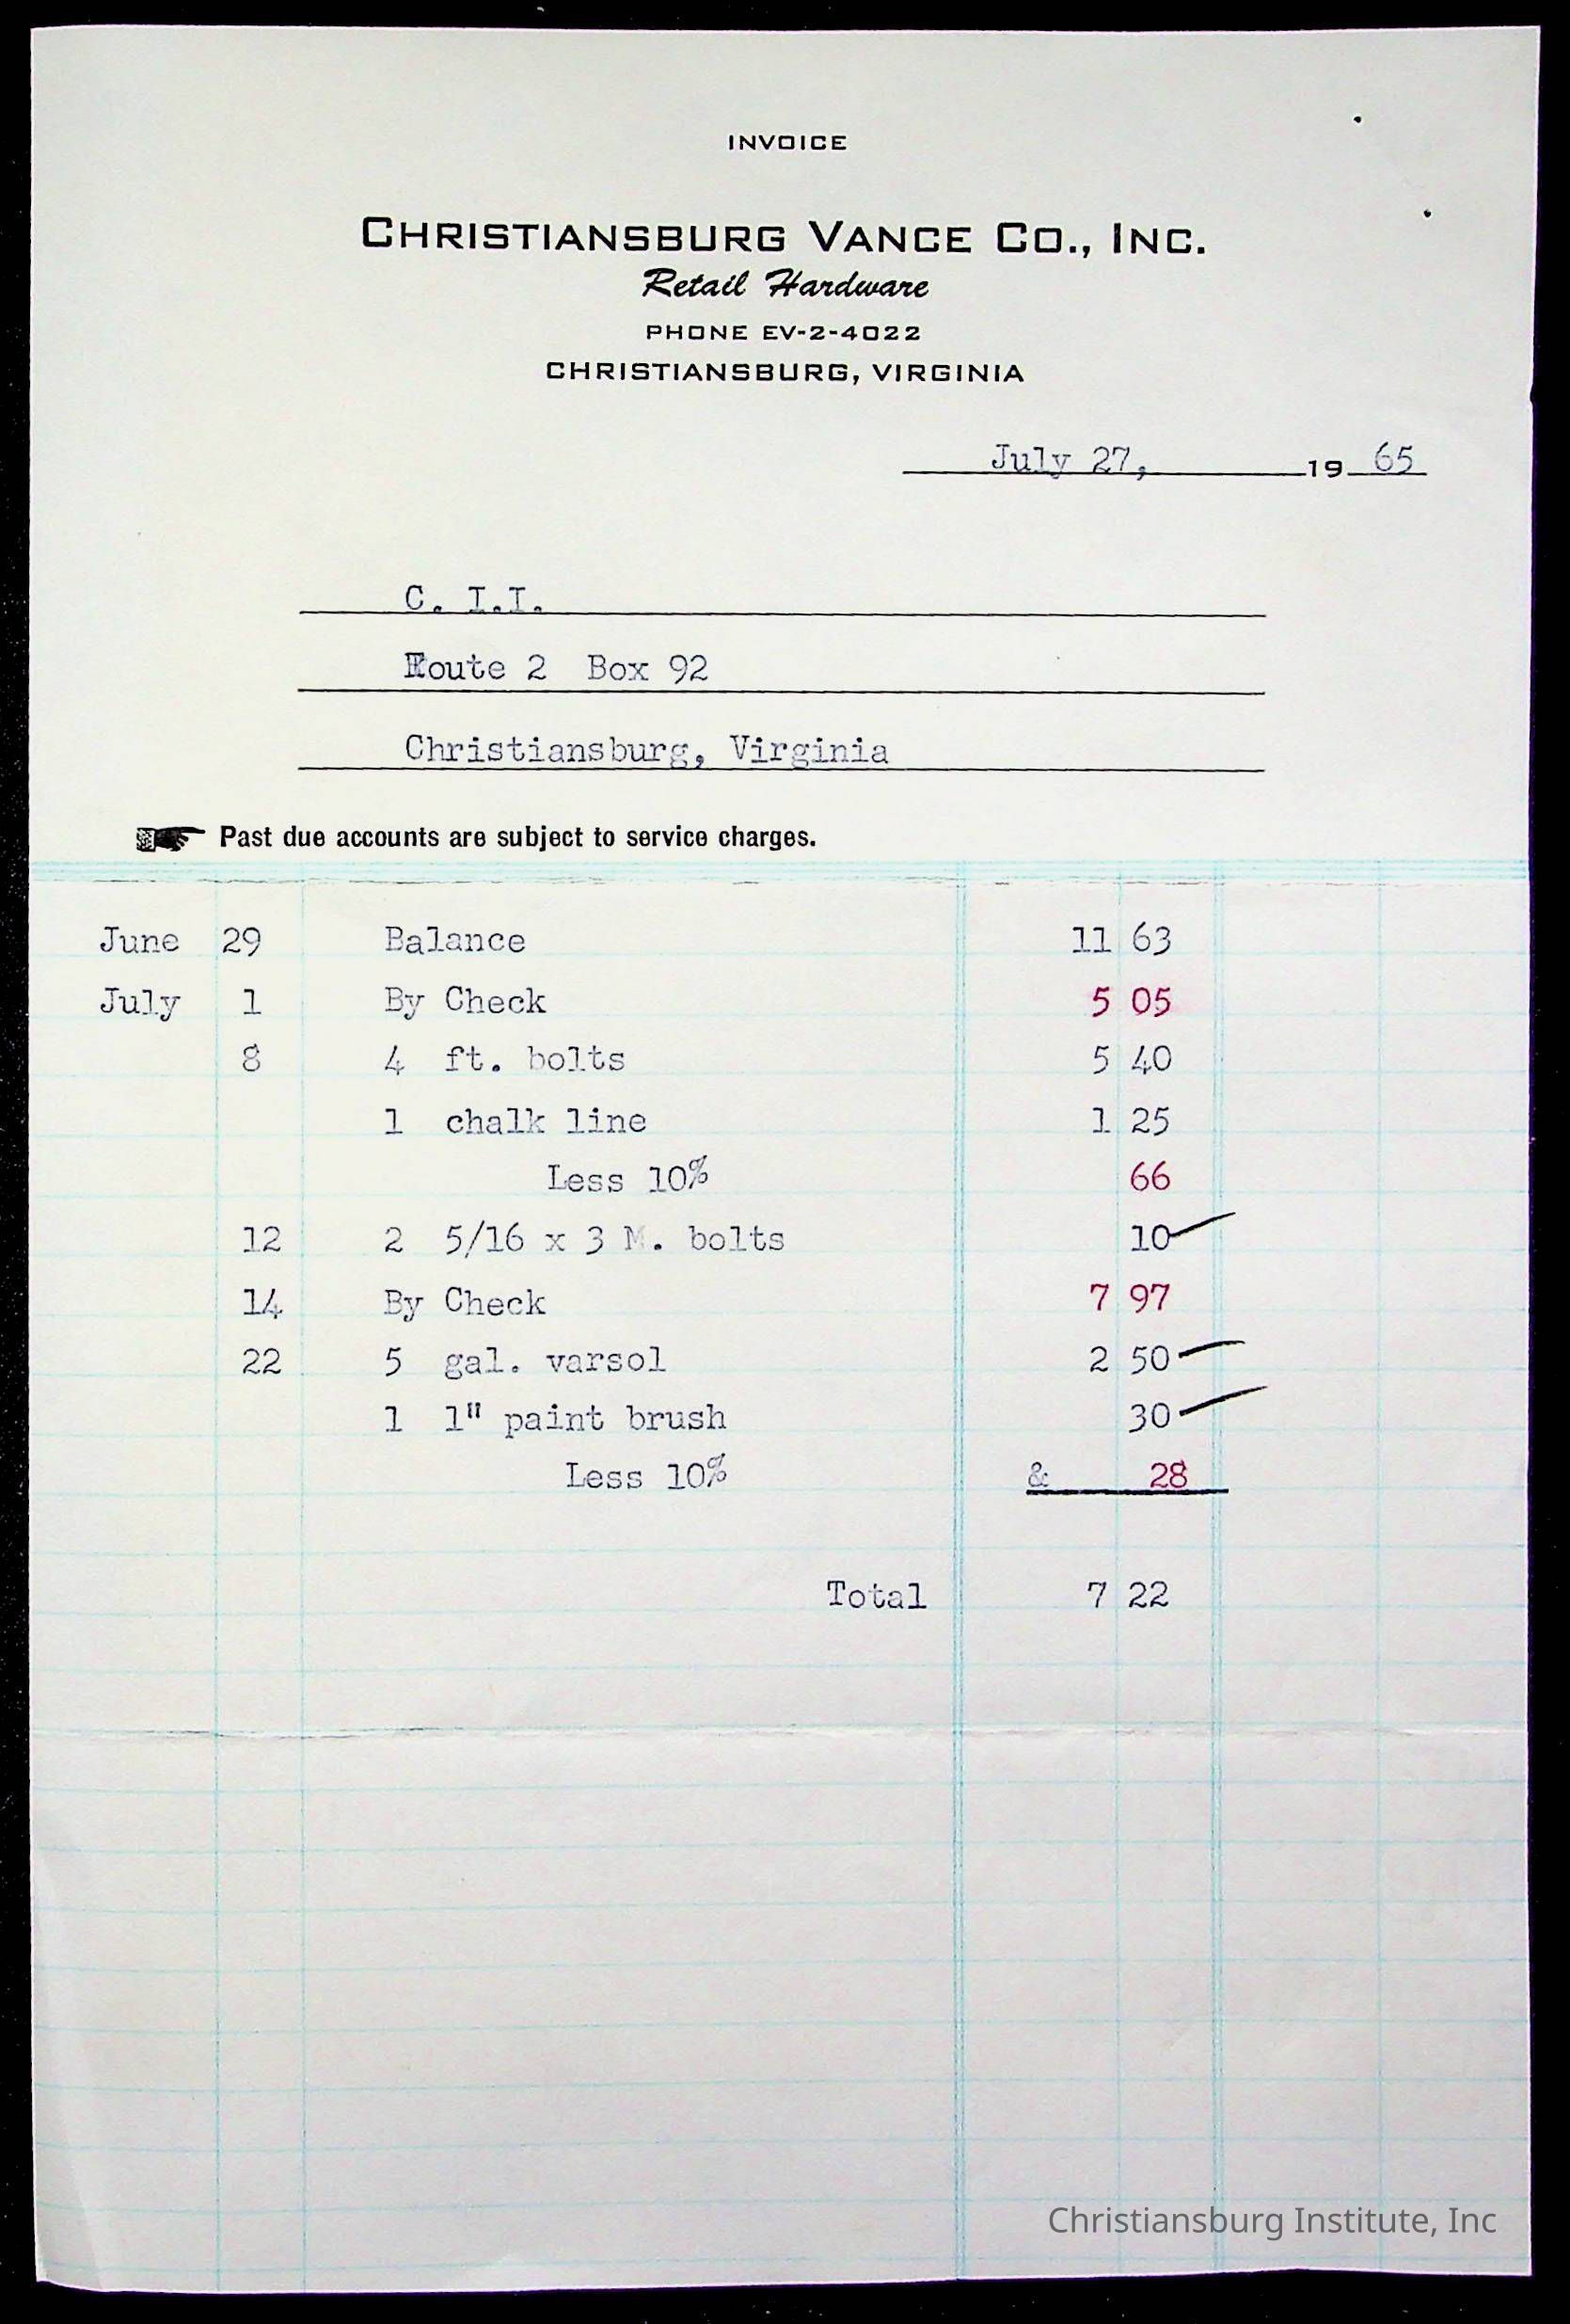 INVOICE
CHRISTIANSBURG VANCE CO., INC.
Retail Hardware
PHONE EV-2-4022
CHRISTIANSBURG, VIRGINIA
July 27, 19 65
C. I.I.
Route 2 Box 92
Christiansburg, Virginia
Past due accounts are subject to service charges.
June 29 Balance 11 63
July 1 By Check 5 05
8 4 ft. bolts 5 40
1 chalk line 1 25
Less 10% 66
12 2 5/16 x 3 M. bolts 10
14 By Check 7 97
22 5 gal. varsol 2 50
1 1" paint brush 30
Less 10% & 28
Total 7 22
Christiansburg Institute, Inc